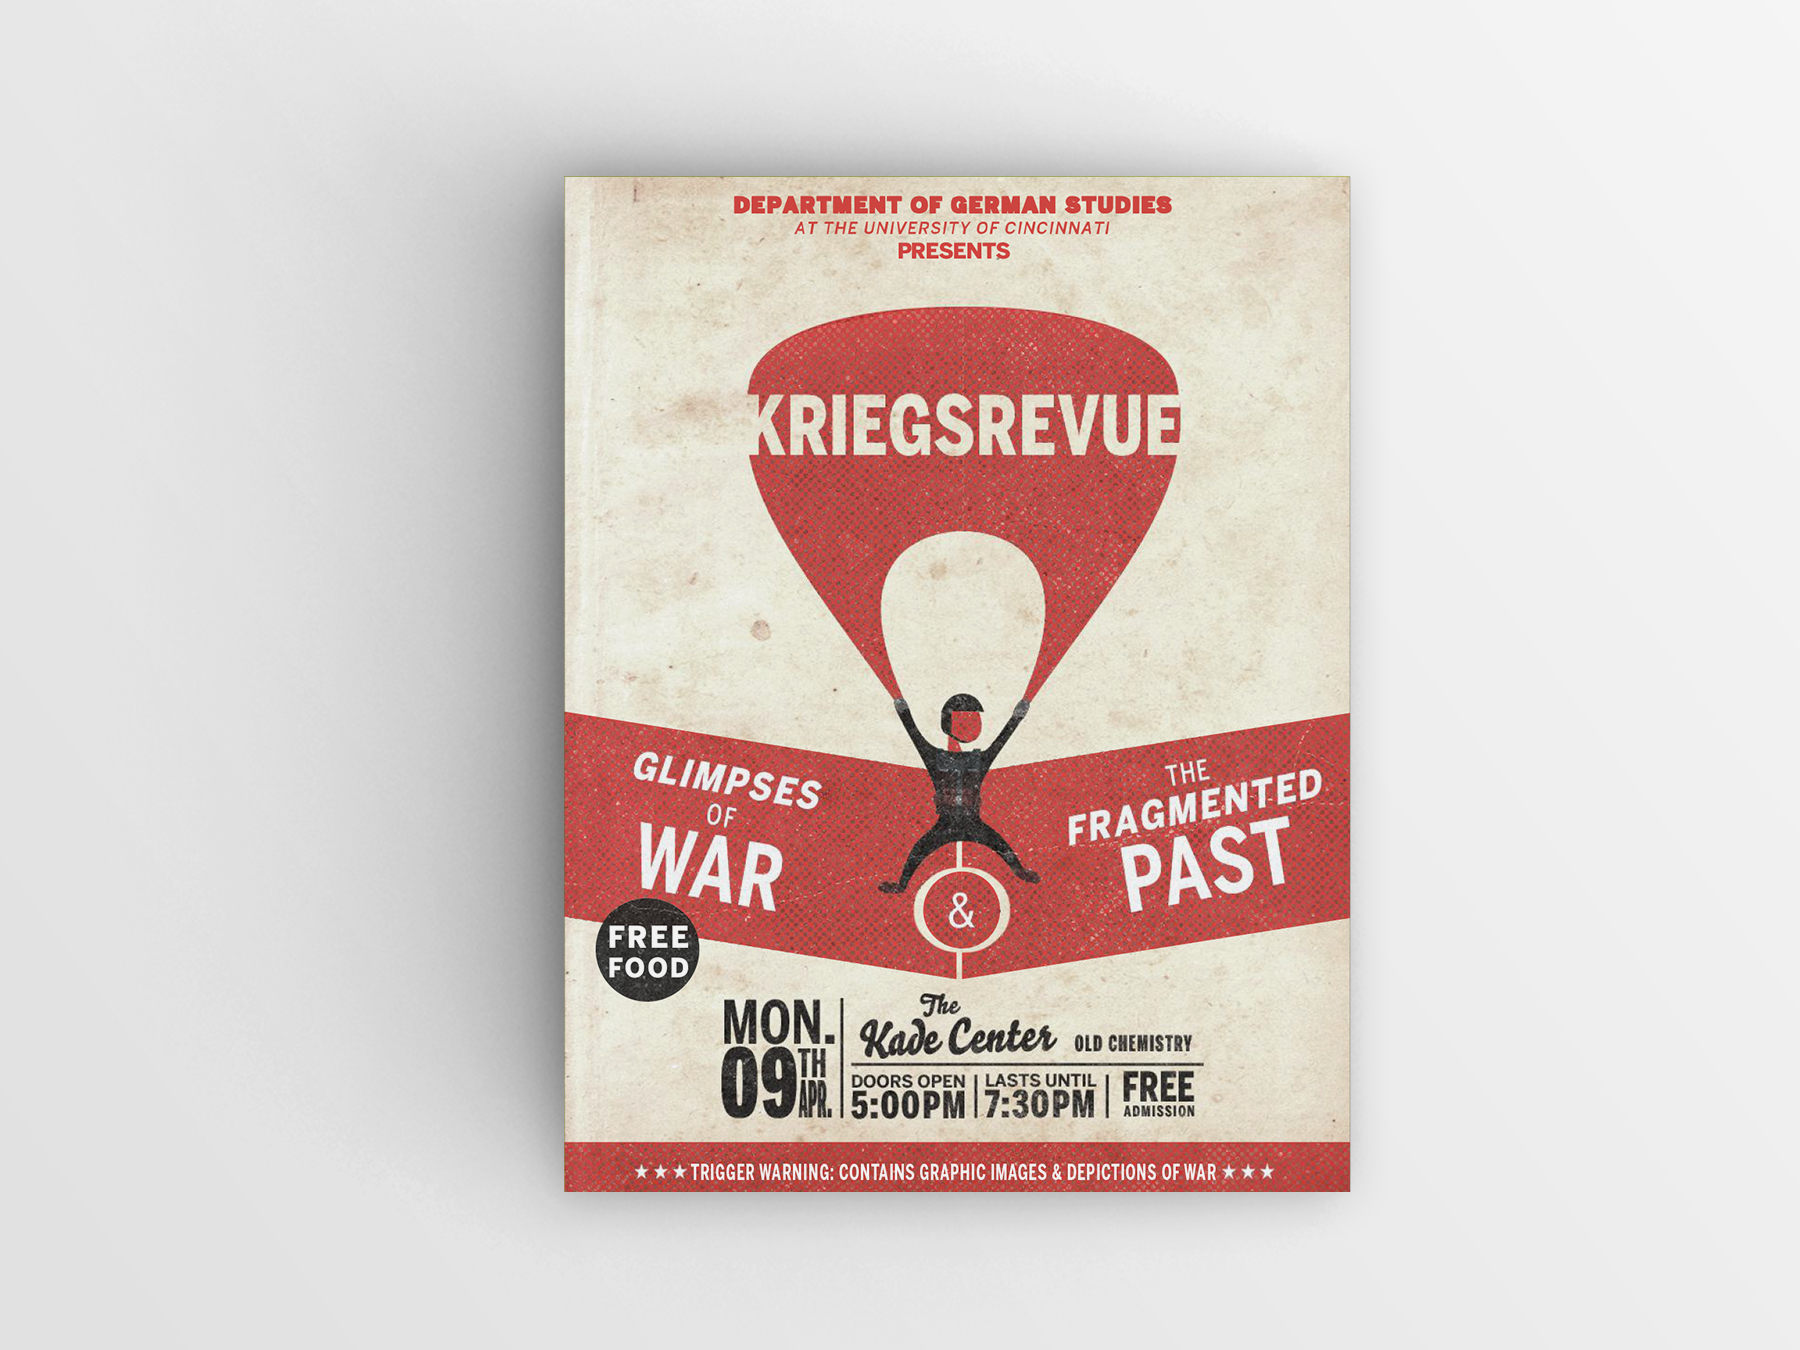 DEPARTMENT OF GERMAN STUDIES
AT THE UNIVERSITY OF CINCINNATI
PRESENTS
KRIEGSREVUE
GLIMPSES
OF
WAR
&
THE
FRAGMENTED
PAST
FREE
FOOD
MON.
09TH
APR.
The
Kade Center OLD CHEMISTRY
DOORS OPEN
5:00PM
LASTS UNTIL
7:30PM
FREE
ADMISSION
★★★TRIGGER WARNING: CONTAINS GRAPHIC IMAGES & DEPICTIONS OF WAR★★★